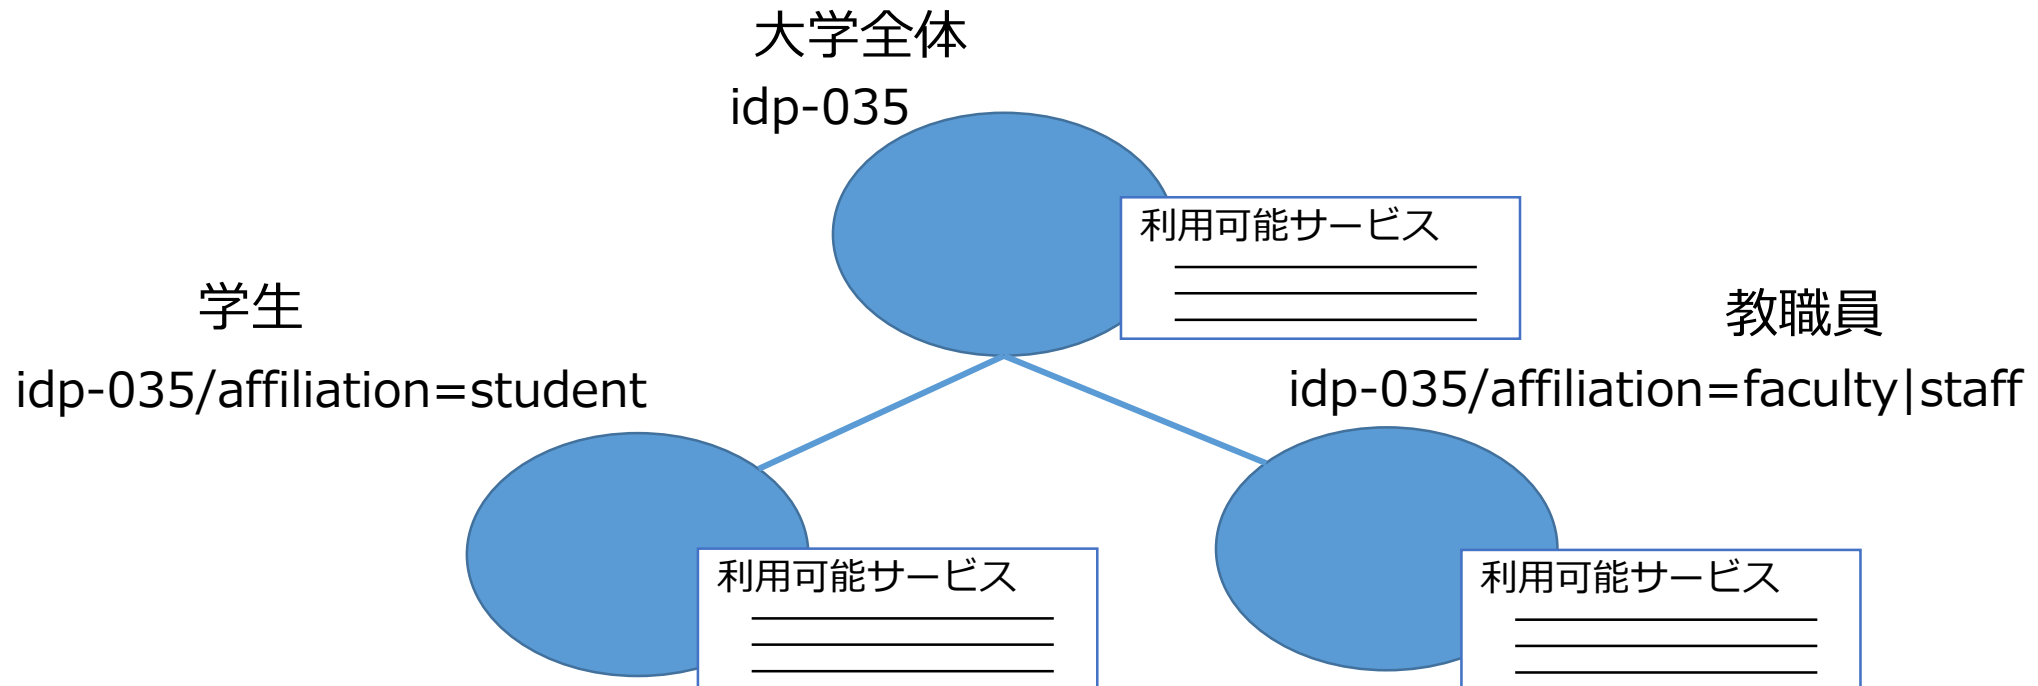 大学全体
idp-035
利用可能サービス
学生
idp-035/affiliation=student
利用可能サービス
教職員
idp-035/affiliation=faculty|staff
利用可能サービス